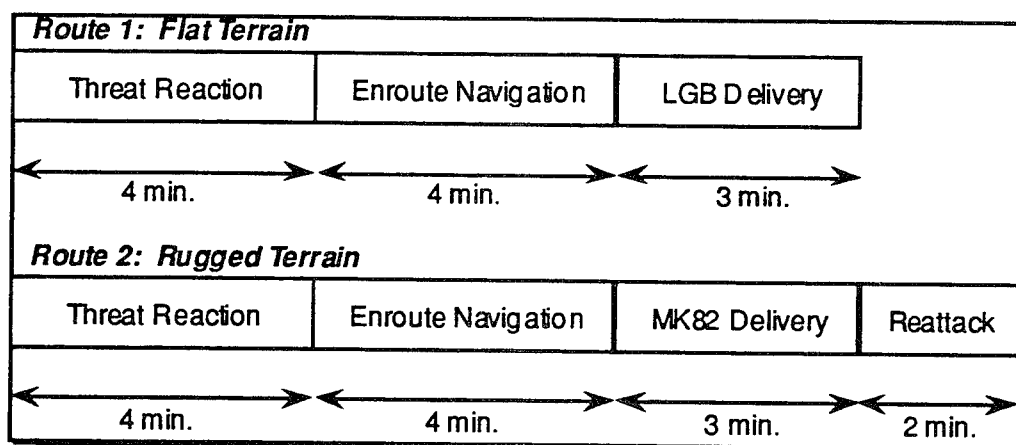 Route 1: Flat Terrain
Threat Reaction Enroute Navigation LGB Delivery
4 min. 4 min. 3 min.
Route 2: Rugged Terrain
Threat Reaction Enroute Navigation MK82 Delivery Reattack
4 min. 4 min. 3 min. 2 min.